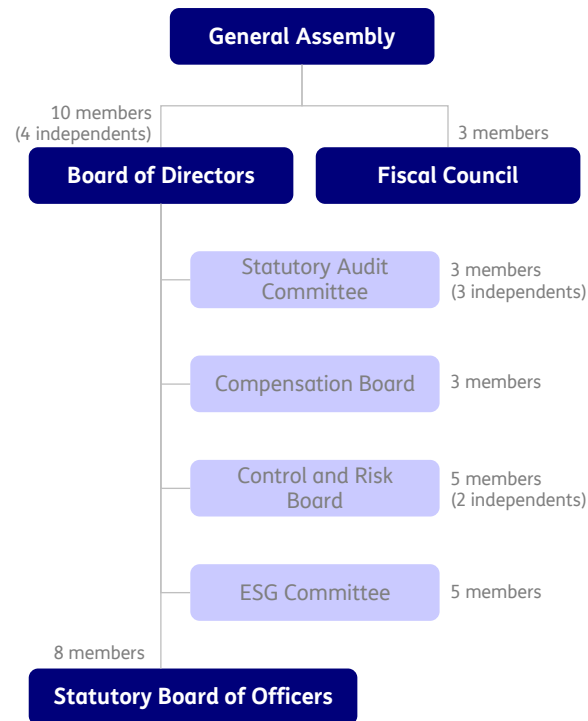 General Assembly
10 members
(4 independents)
3 members
Board of Directors
Fiscal Council
Statutory Audit
Committee
3 members
(3 independents)
Compensation Board
3 members
Control and Risk
Board
5 members
(2 independents)
ESG Committee
5 members
8 members
Statutory Board of Officers